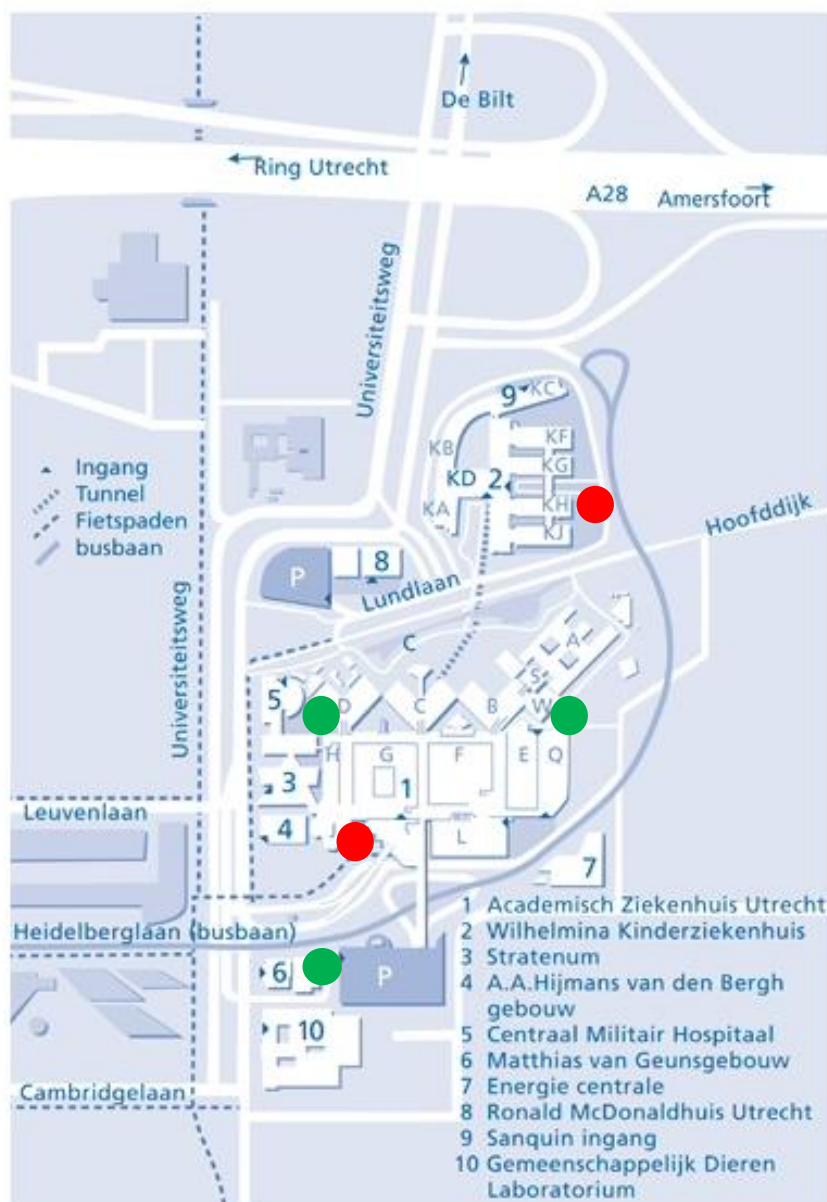 De Bilt
Ring Utrecht
A28
Amersfoort
Universiteitsweg
9
KC
KB
KF
KG
KD
2
KH
KA
KJ
Ingang
Tunnel
Fietspaden
busbaan
Hoofddijk
P
8
Lundlaan
C
A
S
5
D
C
B
W
Universiteitsweg
H
G
F
E
Q
3
1
Leuvenlaan
4
L
7
Heidelberglaan (busbaan)
6
P
10
Cambridgelaan
1 Academisch Ziekenhuis Utrecht
2 Wilhelmina Kinderziekenhuis
3 Stratenum
4 A.A.Hijmans van den Bergh
gebouw
5 Centraal Militair Hospitaal
6 Matthias van Geunsgebouw
7 Energie centrale
8 Ronald McDonaldhuis Utrecht
9 Sanquin ingang
10 Gemeenschappelijk Dieren
Laboratorium